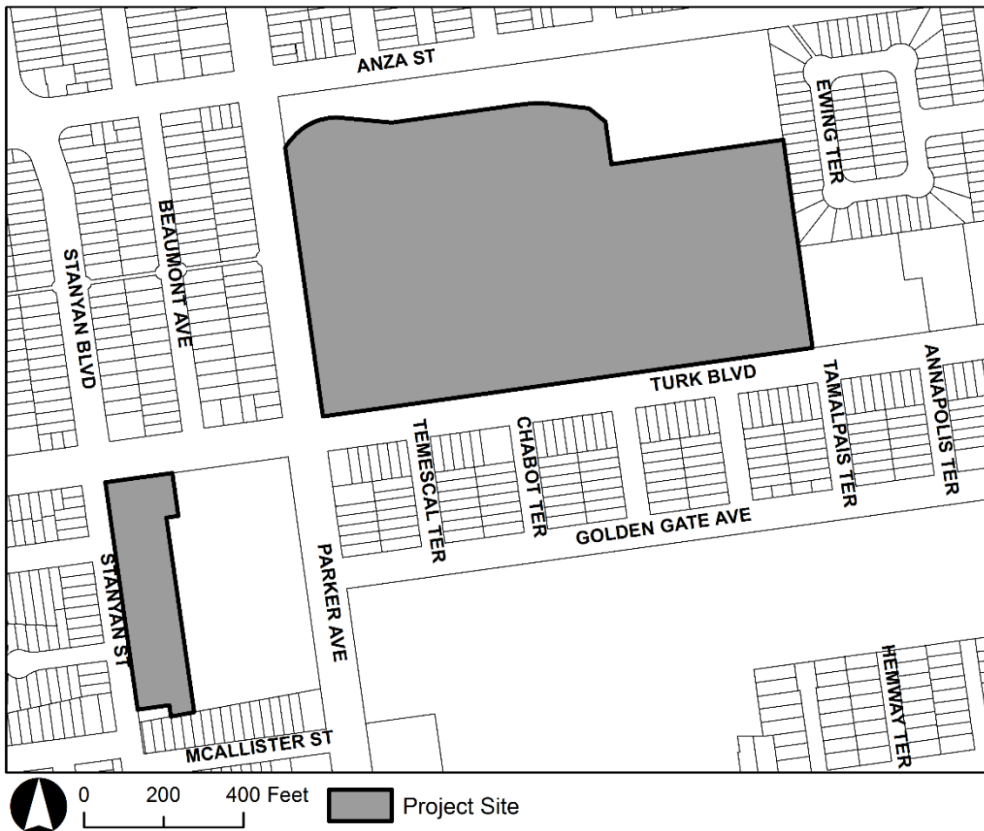 ANZA ST
EWING TER
BEAUMONT AVE
STANYAN BLVD
TURK BLVD
TEMESCAL TER
CHABOT TER
TAMALPAIS TER
ANNAPOLIS TER
GOLDEN GATE AVE
STANYAN ST
PARKER AVE
HEMWAY TER
MCALLISTER ST
0 200 400 Feet
Project Site